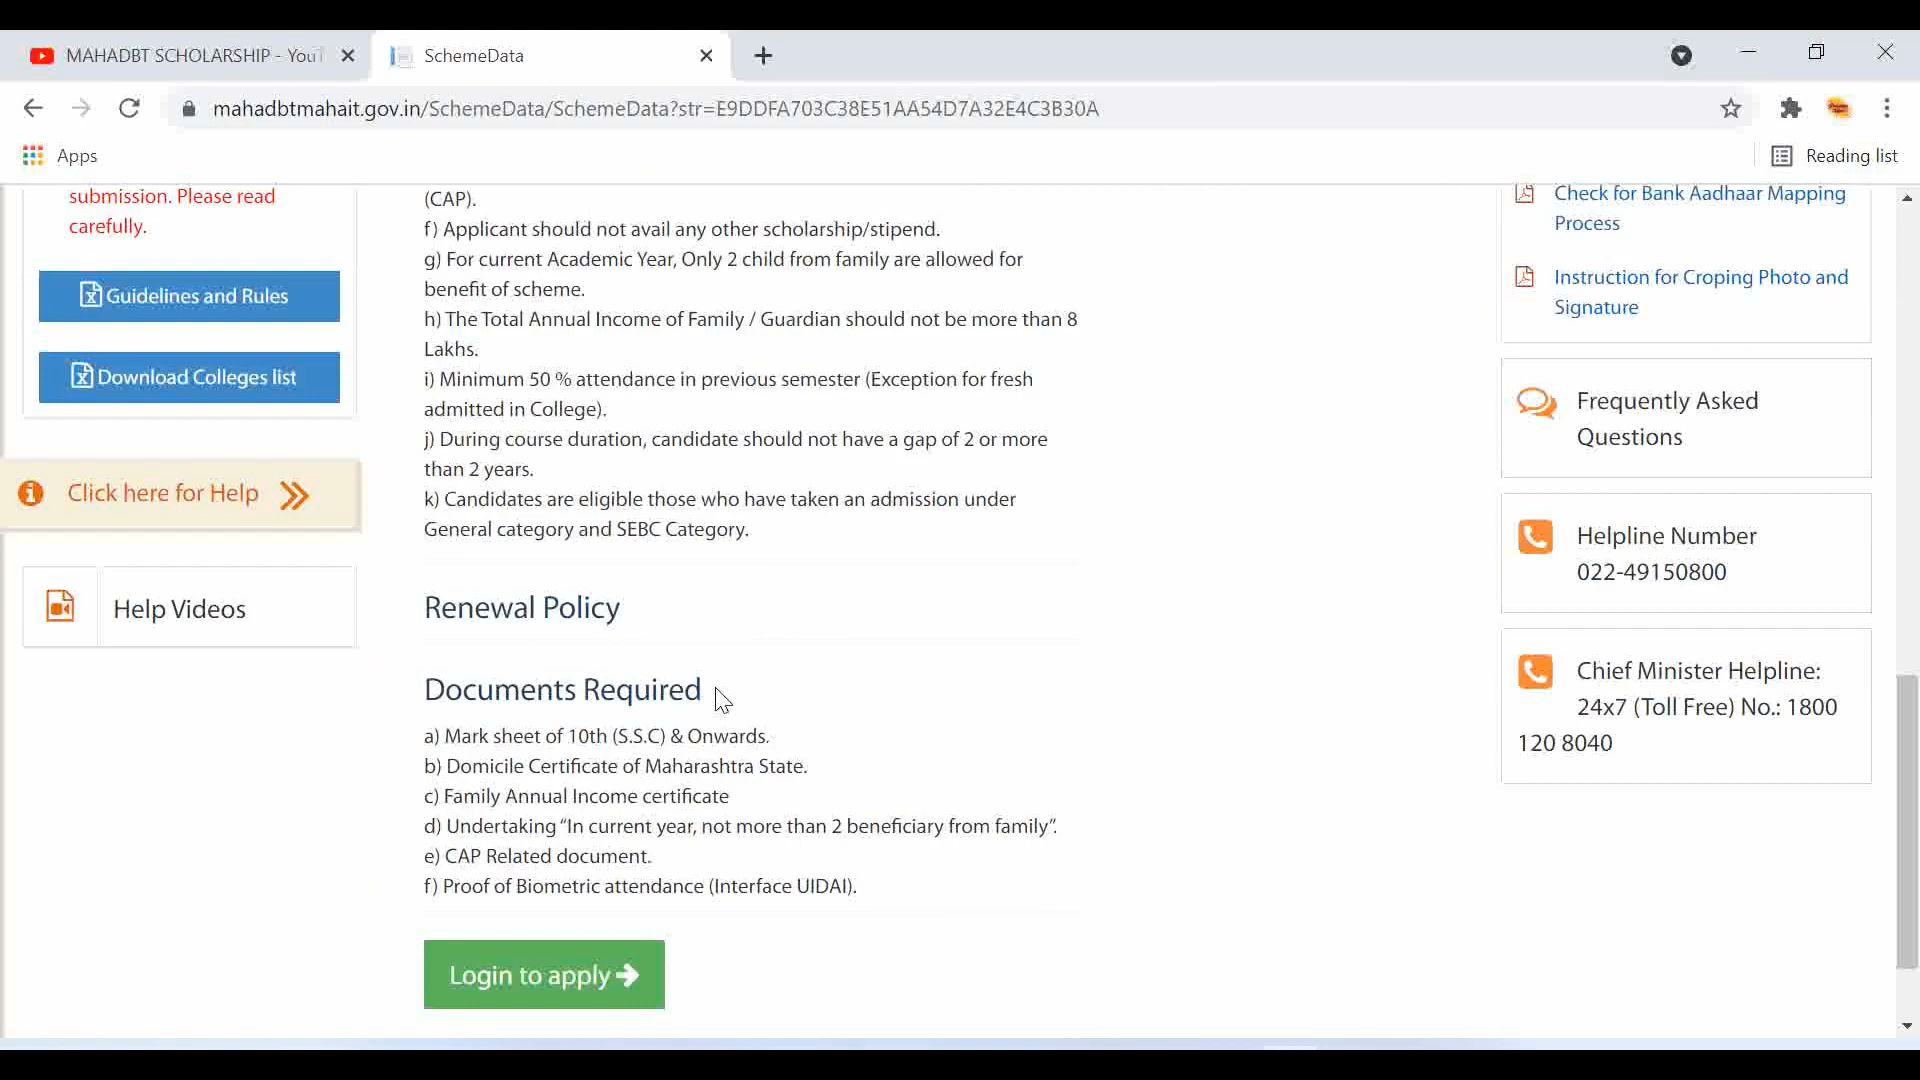 MAHADBT SCHOLARSHIP - YouT
SchemeData
mahadbtmahait.gov.in/SchemeData/SchemeData?str=E9DDFA703C38E51AA54D7A32E4C3B30A
Apps
Reading list
submission. Please read
carefully.
Guidelines and Rules
Download Colleges list
Click here for Help
Help Videos
(CAP).
f) Applicant should not avail any other scholarship/stipend.
g) For current Academic Year, Only 2 child from family are allowed for
benefit of scheme.
h) The Total Annual Income of Family / Guardian should not be more than 8
Lakhs.
i) Minimum 50 % attendance in previous semester (Exception for fresh
admitted in College).
j) During course duration, candidate should not have a gap of 2 or more
than 2 years.
k) Candidates are eligible those who have taken an admission under
General category and SEBC Category.
Renewal Policy
Documents Required
a) Mark sheet of 10th (S.S.C) & Onwards.
b) Domicile Certificate of Maharashtra State.
c) Family Annual Income certificate
d) Undertaking “In current year, not more than 2 beneficiary from family”.
e) CAP Related document.
f) Proof of Biometric attendance (Interface UIDAI).
Login to apply
Check for Bank Aadhaar Mapping
Process
Instruction for Croping Photo and
Signature
Frequently Asked
Questions
Helpline Number
022-49150800
Chief Minister Helpline:
24x7 (Toll Free) No.: 1800
120 8040